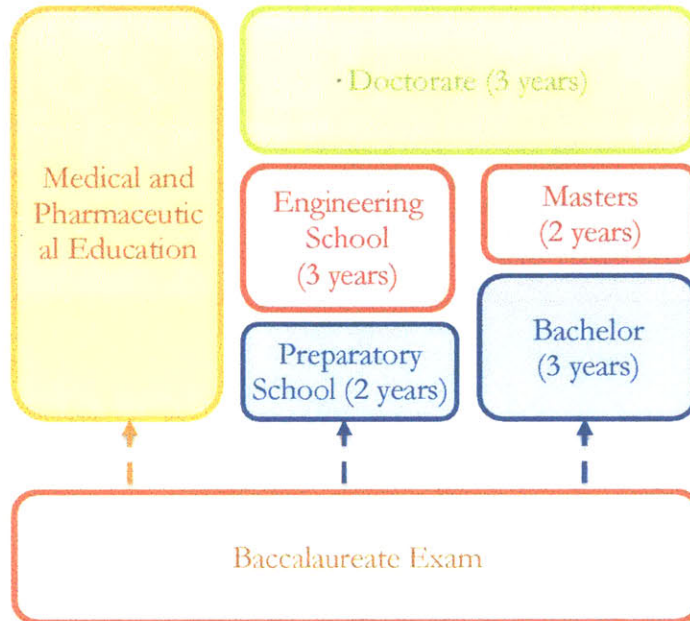 · Doctorate (3 years)
Medical and
Pharmaceutic
al Education
Engineering
School
(3 years)
Masters
(2 years)
Preparatory
School (2 years)
Bachelor
(3 years)
Baccalaureate Exam